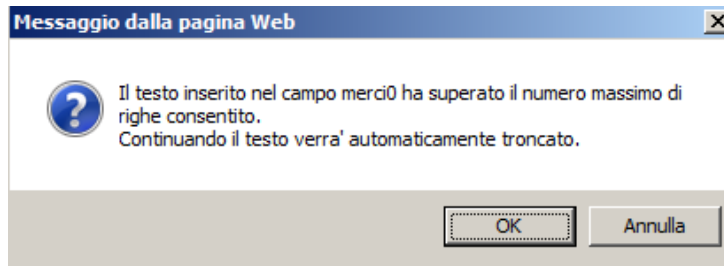 Messaggio dalla pagina Web
Il testo inserito nel campo merci0 ha superato il numero massimo di
righe consentito.
Continuando il testo verra' automaticamente troncato.
OK
Annulla